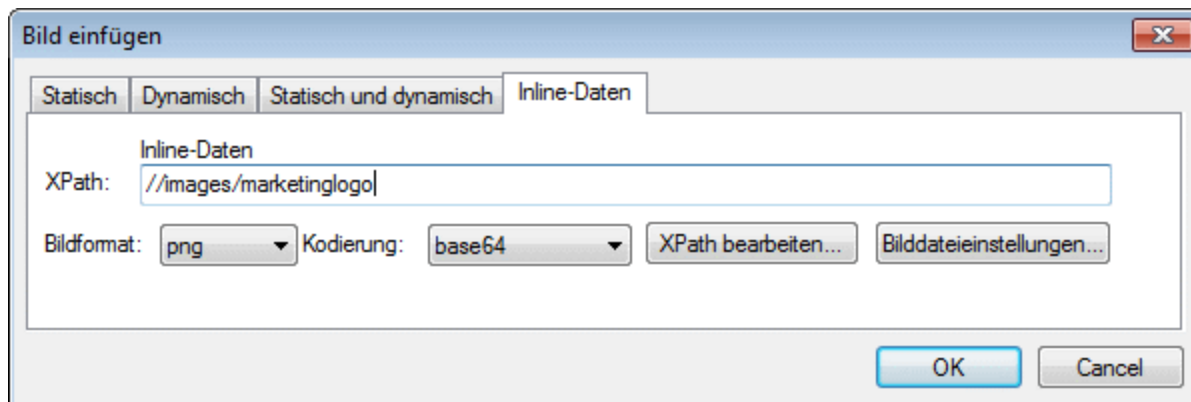 Bild einfügen
Statisch Dynamisch Statisch und dynamisch Inline-Daten
Inline-Daten
XPath: //images/marketinglogo
Bildformat: png Kodierung: base64 XPath bearbeiten... Bilddateieinstellungen...
OK Cancel